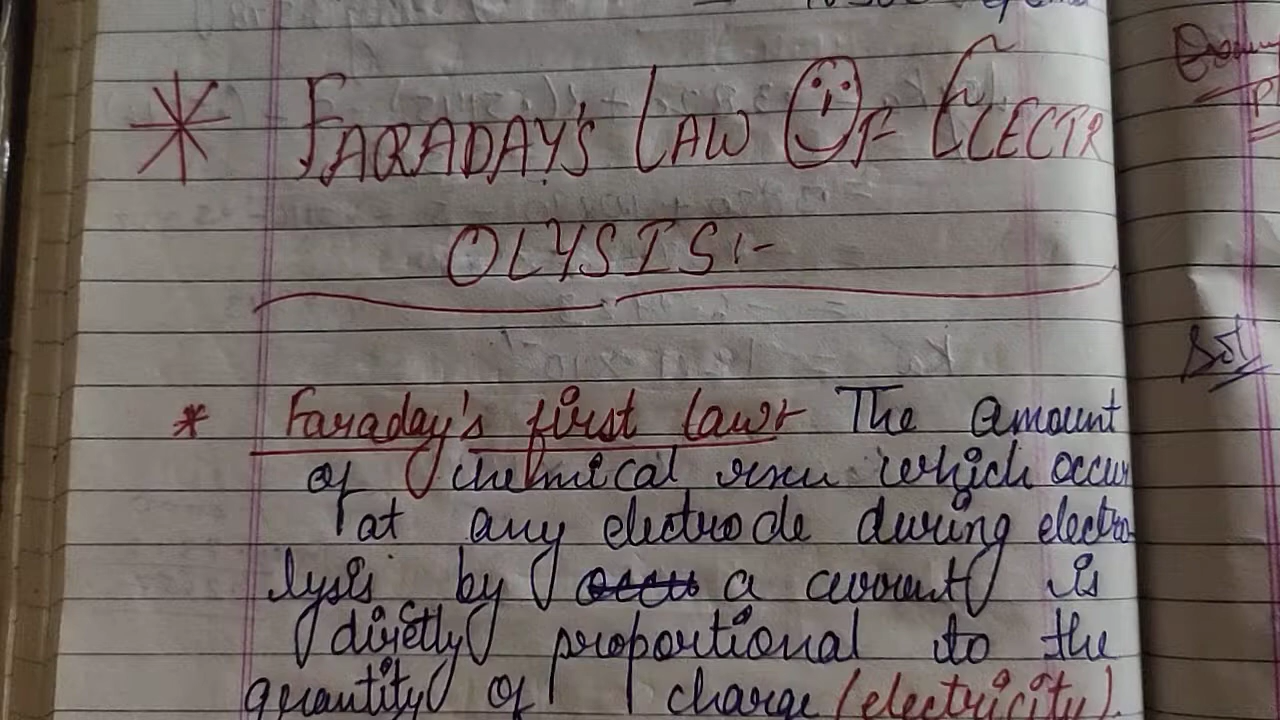 * FARADAY'S LAW OF ELECTR
OLYSIS:-
* Faraday's first law:- The amount
of chemical rxn which occur
at any electrode during electro-
lysis by a current is
directly proportional to the
quantity of charge (electricity).
Sol